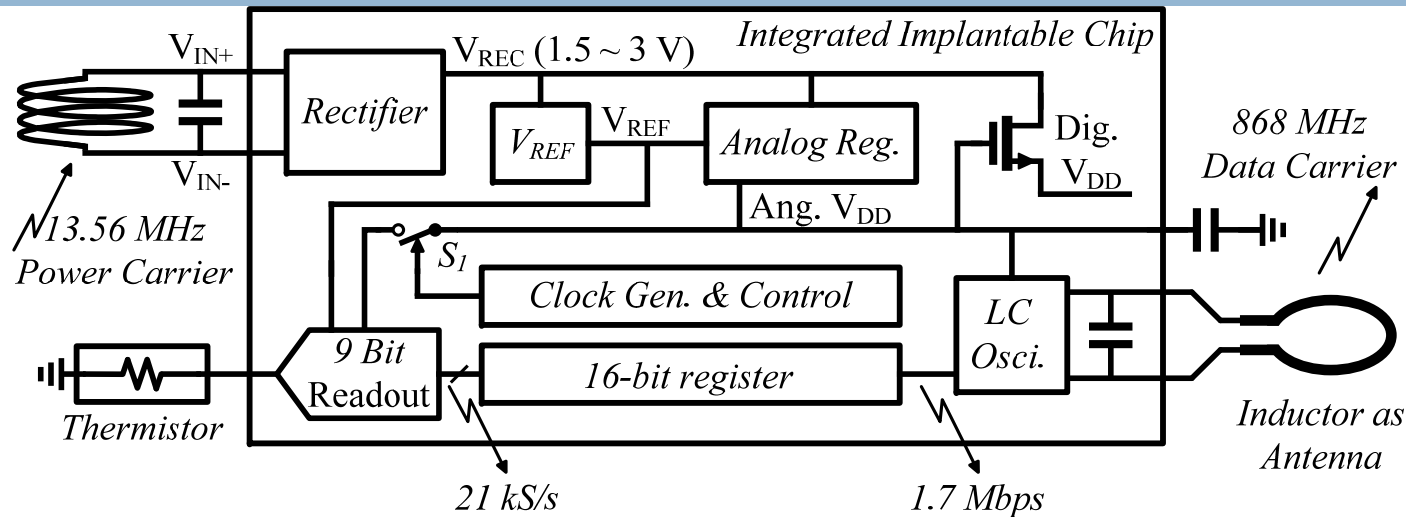 Integrated Implantable Chip
V_IN+
V_REC (1.5 ~ 3 V)
Rectifier
V_REF
V_REF
Analog Reg.
Dig.
V_DD
868 MHz
Data Carrier
V_IN-
13.56 MHz
Power Carrier
Ang. V_DD
S_1
Clock Gen. & Control
LC
Osci.
9 Bit
Readout
16-bit register
Thermistor
Inductor as
Antenna
21 kS/s
1.7 Mbps